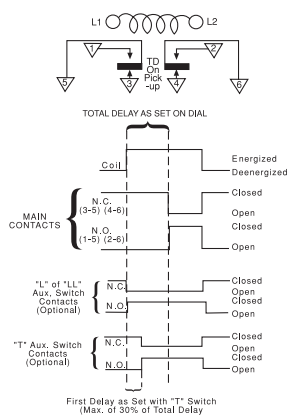 L1 L2
1 2
TD
On
Pick
-up
5 3 4 6
TOTAL DELAY AS SET ON DIAL
Coil
Energized
Deenergized
MAIN
CONTACTS
N.C.
(3-5) (4-6)
Closed
Open
N.O.
(1-5) (2-6)
Closed
Open
"L" of "LL"
Aux, Switch
Contacts
(Optional)
N.C.
Closed
Open
N.O.
Closed
Open
"T" Aux. Switch
Contacts
(Optional)
N.C.
Closed
Open
N.O.
Closed
Open
First Delay as Set with "T" Switch
(Max. of 30% of Total Delay